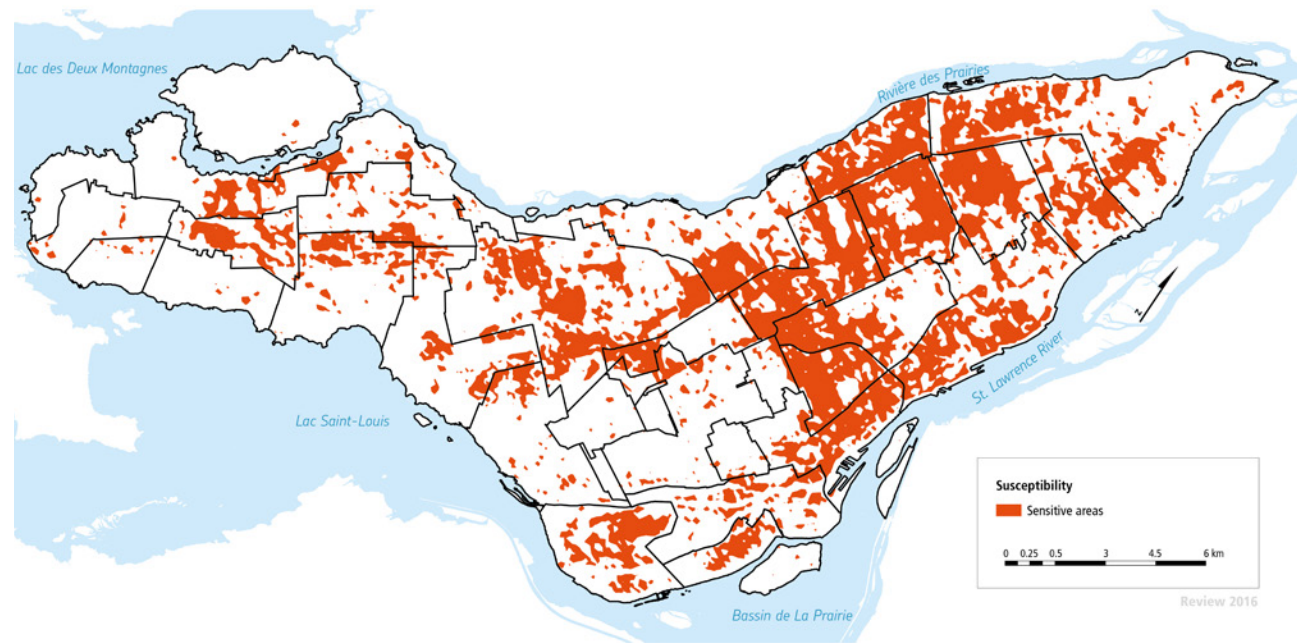 Lac des Deux Montagnes
Rivière des Prairies
St. Lawrence River
Lac Saint-Louis
Bassin de La Prairie
N
Susceptibility
Sensitive areas
0 0.25 0.5 3 4.5 6 km
Review 2016